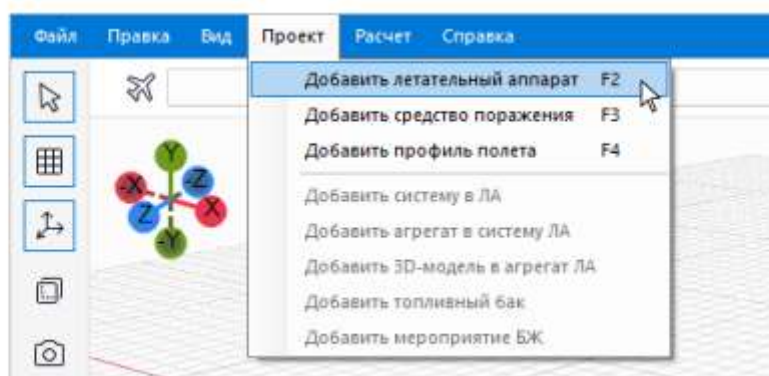 Файл Правка Вид Проект Расчет Справка
Добавить летательный аппарат F2
Добавить средство поражения F3
Добавить профиль полета F4
Добавить систему в ЛА
Добавить агрегат в систему ЛА
Добавить 3D-модель в агрегат ЛА
Добавить топливный бак
Добавить мероприятие БЖ
Y
-X -Z
Z X
-Y